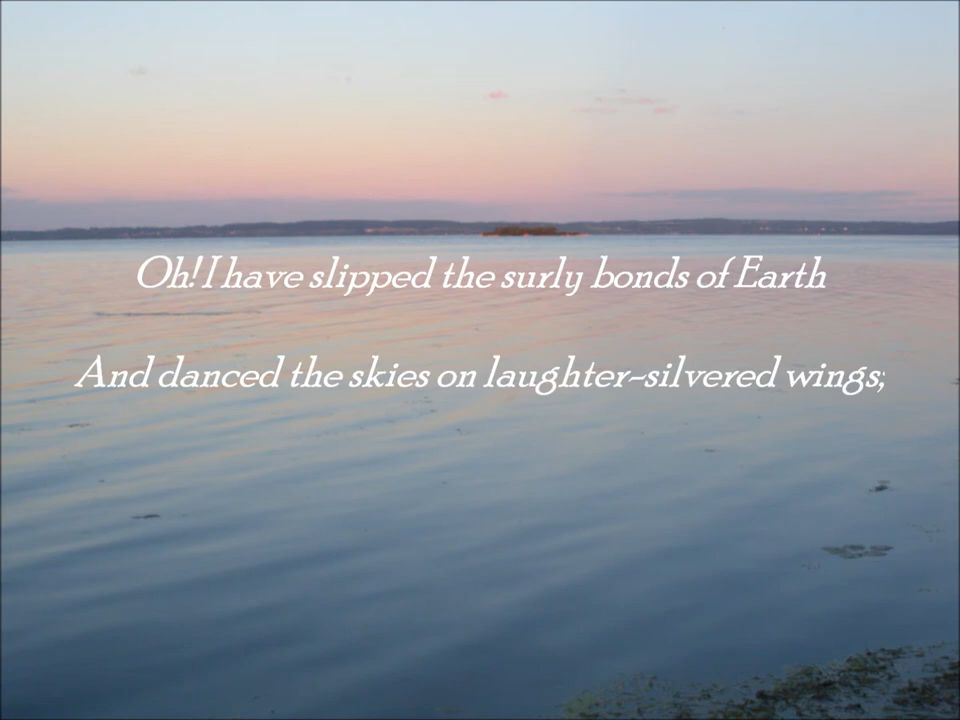 Oh! I have slipped the surly bonds of Earth
And danced the skies on laughter-silvered wings;